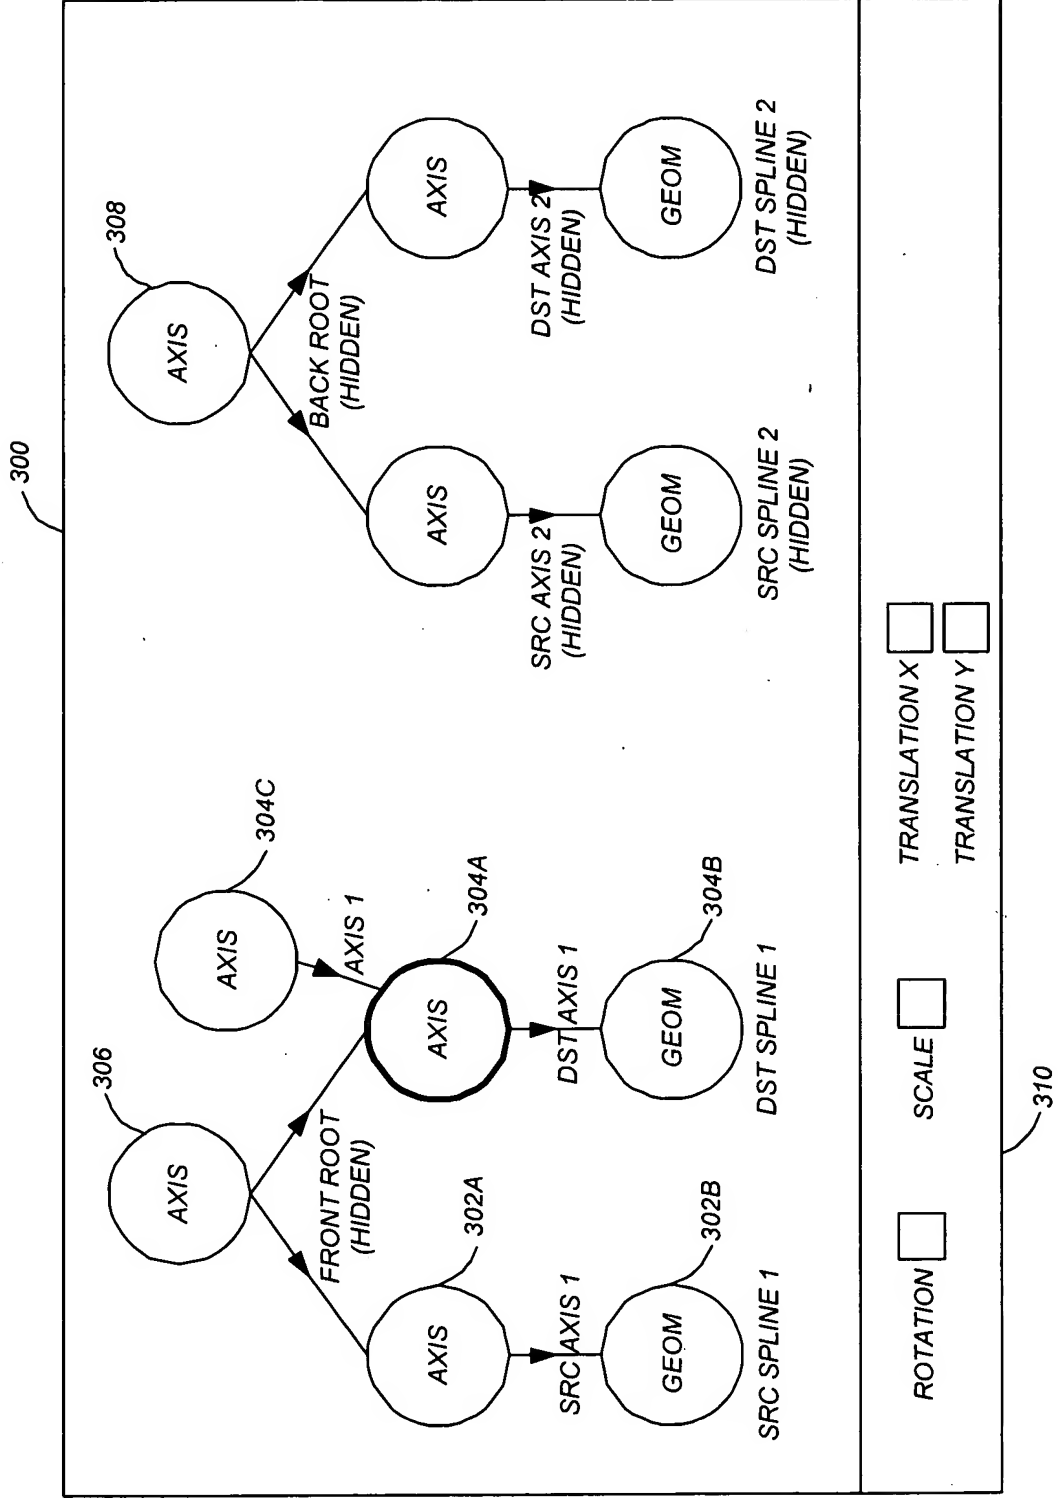 300
306
AXIS
304C
AXIS
308
AXIS
FRONT ROOT
(HIDDEN)
AXIS 1
BACK ROOT
(HIDDEN)
302A
AXIS
304A
AXIS
AXIS
AXIS
SRC AXIS 1
DST AXIS 1
SRC AXIS 2
(HIDDEN)
DST AXIS 2
(HIDDEN)
302B
GEOM
304B
GEOM
GEOM
GEOM
SRC SPLINE 1
DST SPLINE 1
SRC SPLINE 2
(HIDDEN)
DST SPLINE 2
(HIDDEN)
ROTATION
SCALE
TRANSLATION X
TRANSLATION Y
310